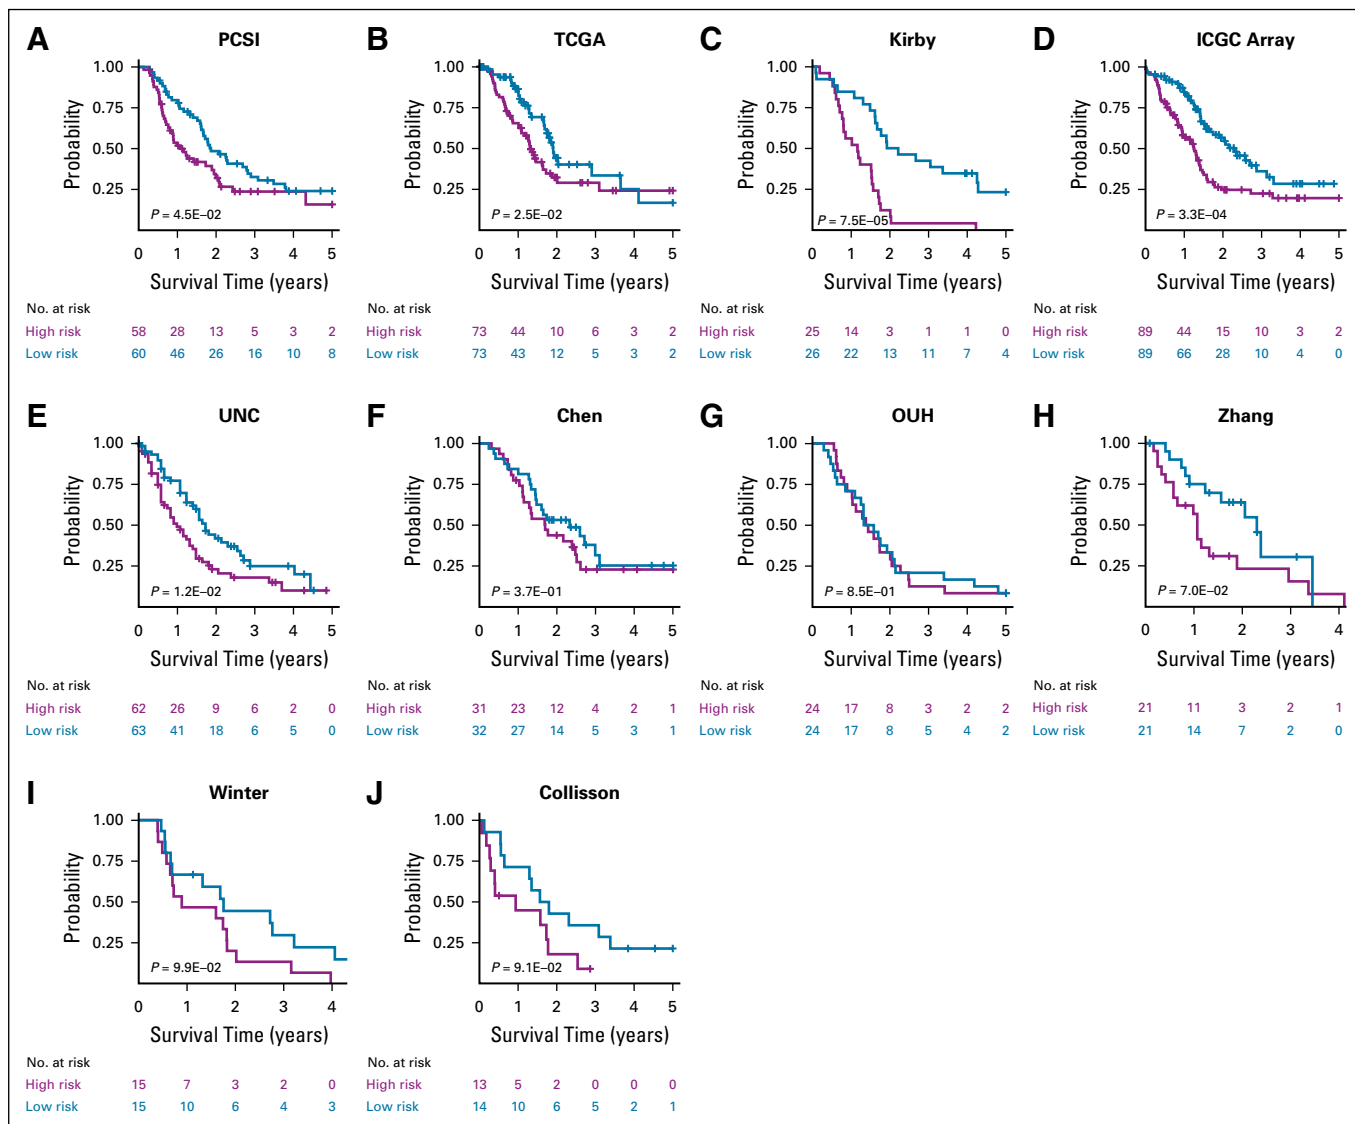 A PCSI
1.00
0.75
0.50
0.25
Probability
P = 4.5E–02
0 1 2 3 4 5
Survival Time (years)
No. at risk
High risk 58 28 13 5 3 2
Low risk 60 46 26 16 10 8
B TCGA
1.00
0.75
0.50
0.25
Probability
P = 2.5E–02
0 1 2 3 4 5
Survival Time (years)
No. at risk
High risk 73 44 10 6 3 2
Low risk 73 43 12 5 3 2
C Kirby
1.00
0.75
0.50
0.25
Probability
P = 7.5E–05
0 1 2 3 4 5
Survival Time (years)
No. at risk
High risk 25 14 3 1 1 0
Low risk 26 22 13 11 7 4
D ICGC Array
1.00
0.75
0.50
0.25
Probability
P = 3.3E–04
0 1 2 3 4 5
Survival Time (years)
No. at risk
High risk 89 44 15 10 3 2
Low risk 89 66 28 10 4 0
E UNC
1.00
0.75
0.50
0.25
Probability
P = 1.2E–02
0 1 2 3 4 5
Survival Time (years)
No. at risk
High risk 62 26 9 6 2 0
Low risk 63 41 18 6 5 0
F Chen
1.00
0.75
0.50
0.25
Probability
P = 3.7E–01
0 1 2 3 4 5
Survival Time (years)
No. at risk
High risk 31 23 12 4 2 1
Low risk 32 27 14 5 3 1
G OUH
1.00
0.75
0.50
0.25
Probability
P = 8.5E–01
0 1 2 3 4 5
Survival Time (years)
No. at risk
High risk 24 17 8 3 2 2
Low risk 24 17 8 5 4 2
H Zhang
1.00
0.75
0.50
0.25
Probability
P = 7.0E–02
0 1 2 3 4
Survival Time (years)
No. at risk
High risk 21 11 3 2 1
Low risk 21 14 7 2 0
I Winter
1.00
0.75
0.50
0.25
Probability
P = 9.9E–02
0 1 2 3 4
Survival Time (years)
No. at risk
High risk 15 7 3 2 0
Low risk 15 10 6 4 3
J Collisson
1.00
0.75
0.50
0.25
Probability
P = 9.1E–02
0 1 2 3 4 5
Survival Time (years)
No. at risk
High risk 13 5 2 0 0 0
Low risk 14 10 6 5 2 1